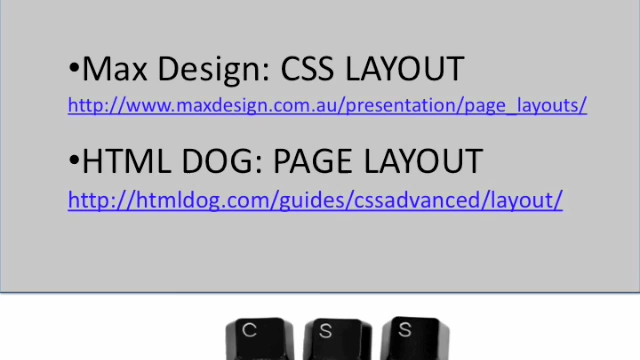 •Max Design: CSS LAYOUT
http://www.maxdesign.com.au/presentation/page_layouts/
•HTML DOG: PAGE LAYOUT
http://htmldog.com/guides/cssadvanced/layout/
C S S